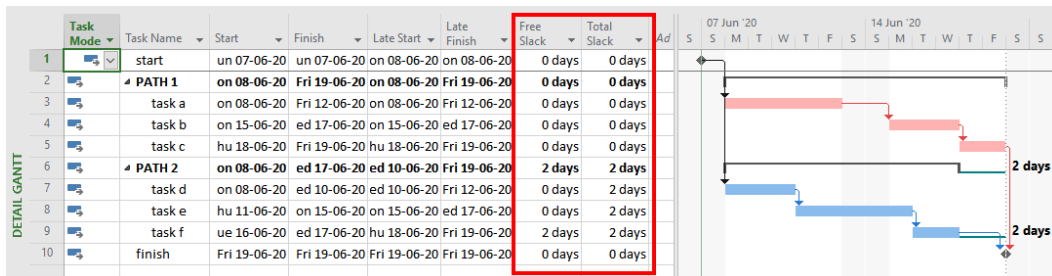 Task Mode Task Name Start Finish Late Start Late Finish Free Slack Total Slack Ad S 07 Jun '20 14 Jun '20
S M T W T F S S M T W T F S S
1 start un 07-06-20 un 07-06-20 on 08-06-20 on 08-06-20 0 days 0 days
2 PATH 1 on 08-06-20 Fri 19-06-20 on 08-06-20 Fri 19-06-20 0 days 0 days
3 task a on 08-06-20 Fri 12-06-20 on 08-06-20 Fri 12-06-20 0 days 0 days
4 task b on 15-06-20 ed 17-06-20 on 15-06-20 ed 17-06-20 0 days 0 days
5 task c hu 18-06-20 Fri 19-06-20 hu 18-06-20 Fri 19-06-20 0 days 0 days
6 PATH 2 on 08-06-20 ed 17-06-20 ed 10-06-20 Fri 19-06-20 2 days 2 days 2 days
7 task d on 08-06-20 ed 10-06-20 ed 10-06-20 Fri 12-06-20 0 days 2 days
8 task e hu 11-06-20 on 15-06-20 on 15-06-20 ed 17-06-20 0 days 2 days
9 task f ue 16-06-20 ed 17-06-20 hu 18-06-20 Fri 19-06-20 2 days 2 days 2 days
10 finish Fri 19-06-20 Fri 19-06-20 Fri 19-06-20 Fri 19-06-20 0 days 0 days
DETAIL GANTT